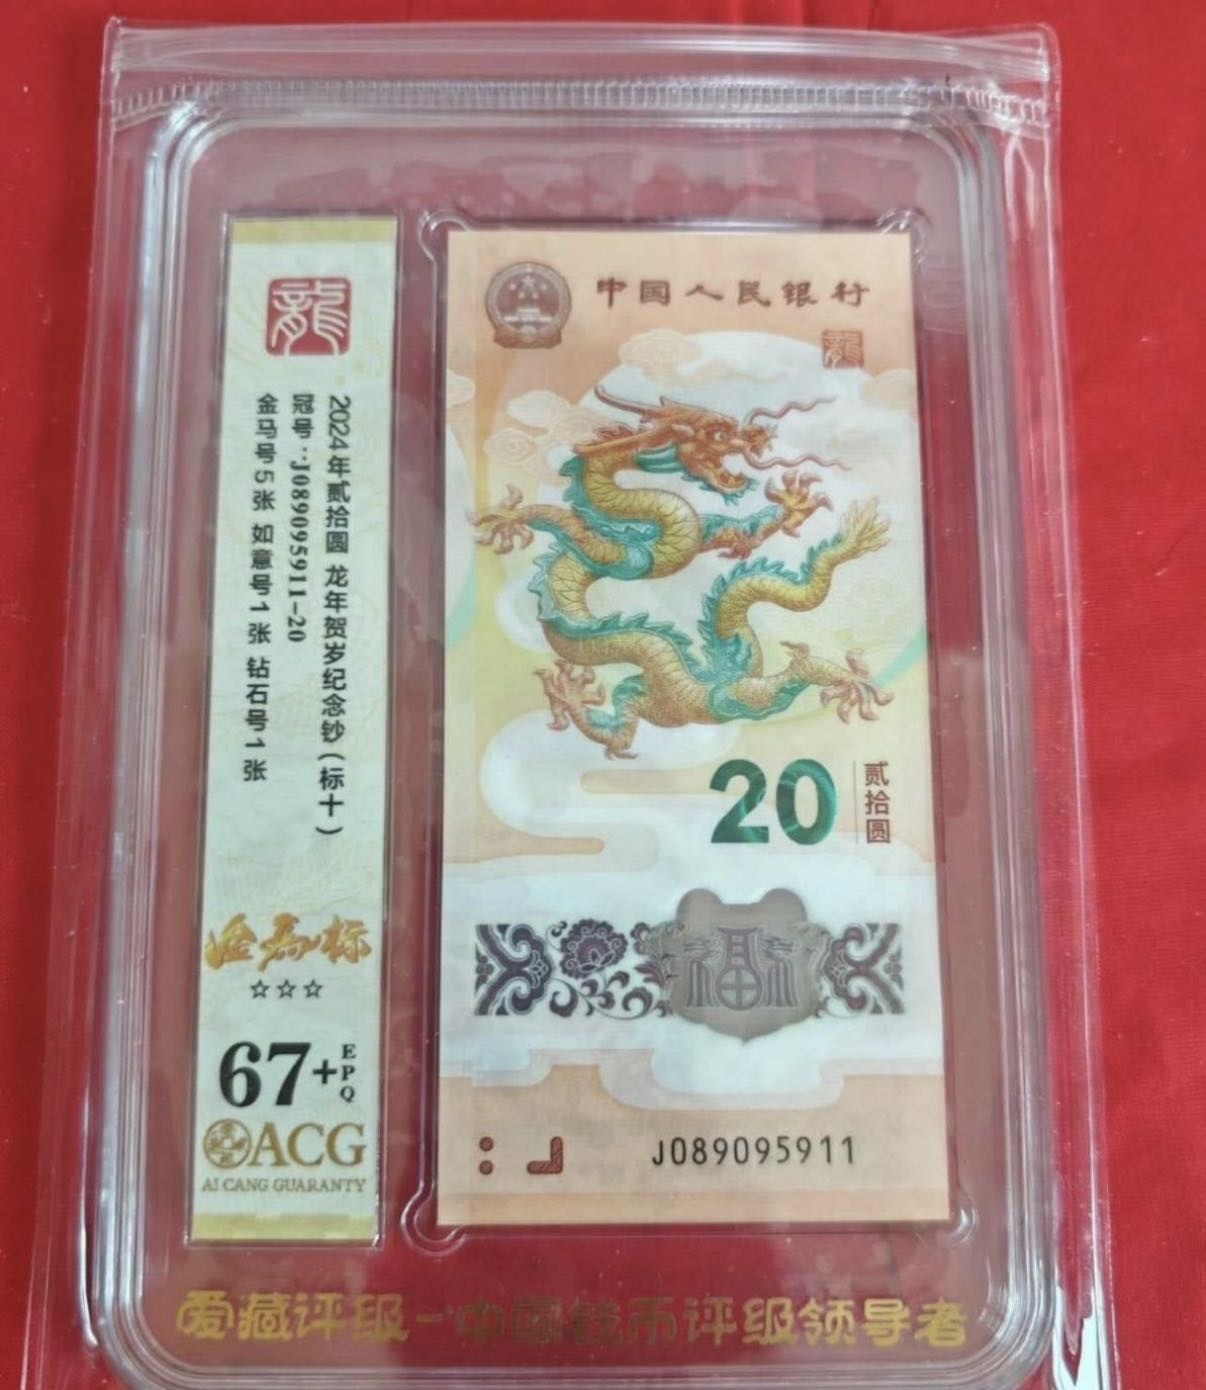 龍
2024年贰拾圆 龙年贺岁纪念钞(标十)
冠号:J089095911-20
金马号5张 如意号1张 钻石号1张
☆☆☆
67+EPQ
ACG
AI CANG GUARANTY
中国人民银行
龍
20
贰拾圆
福
J089095911
爱藏评级一中国钱币评级领导者